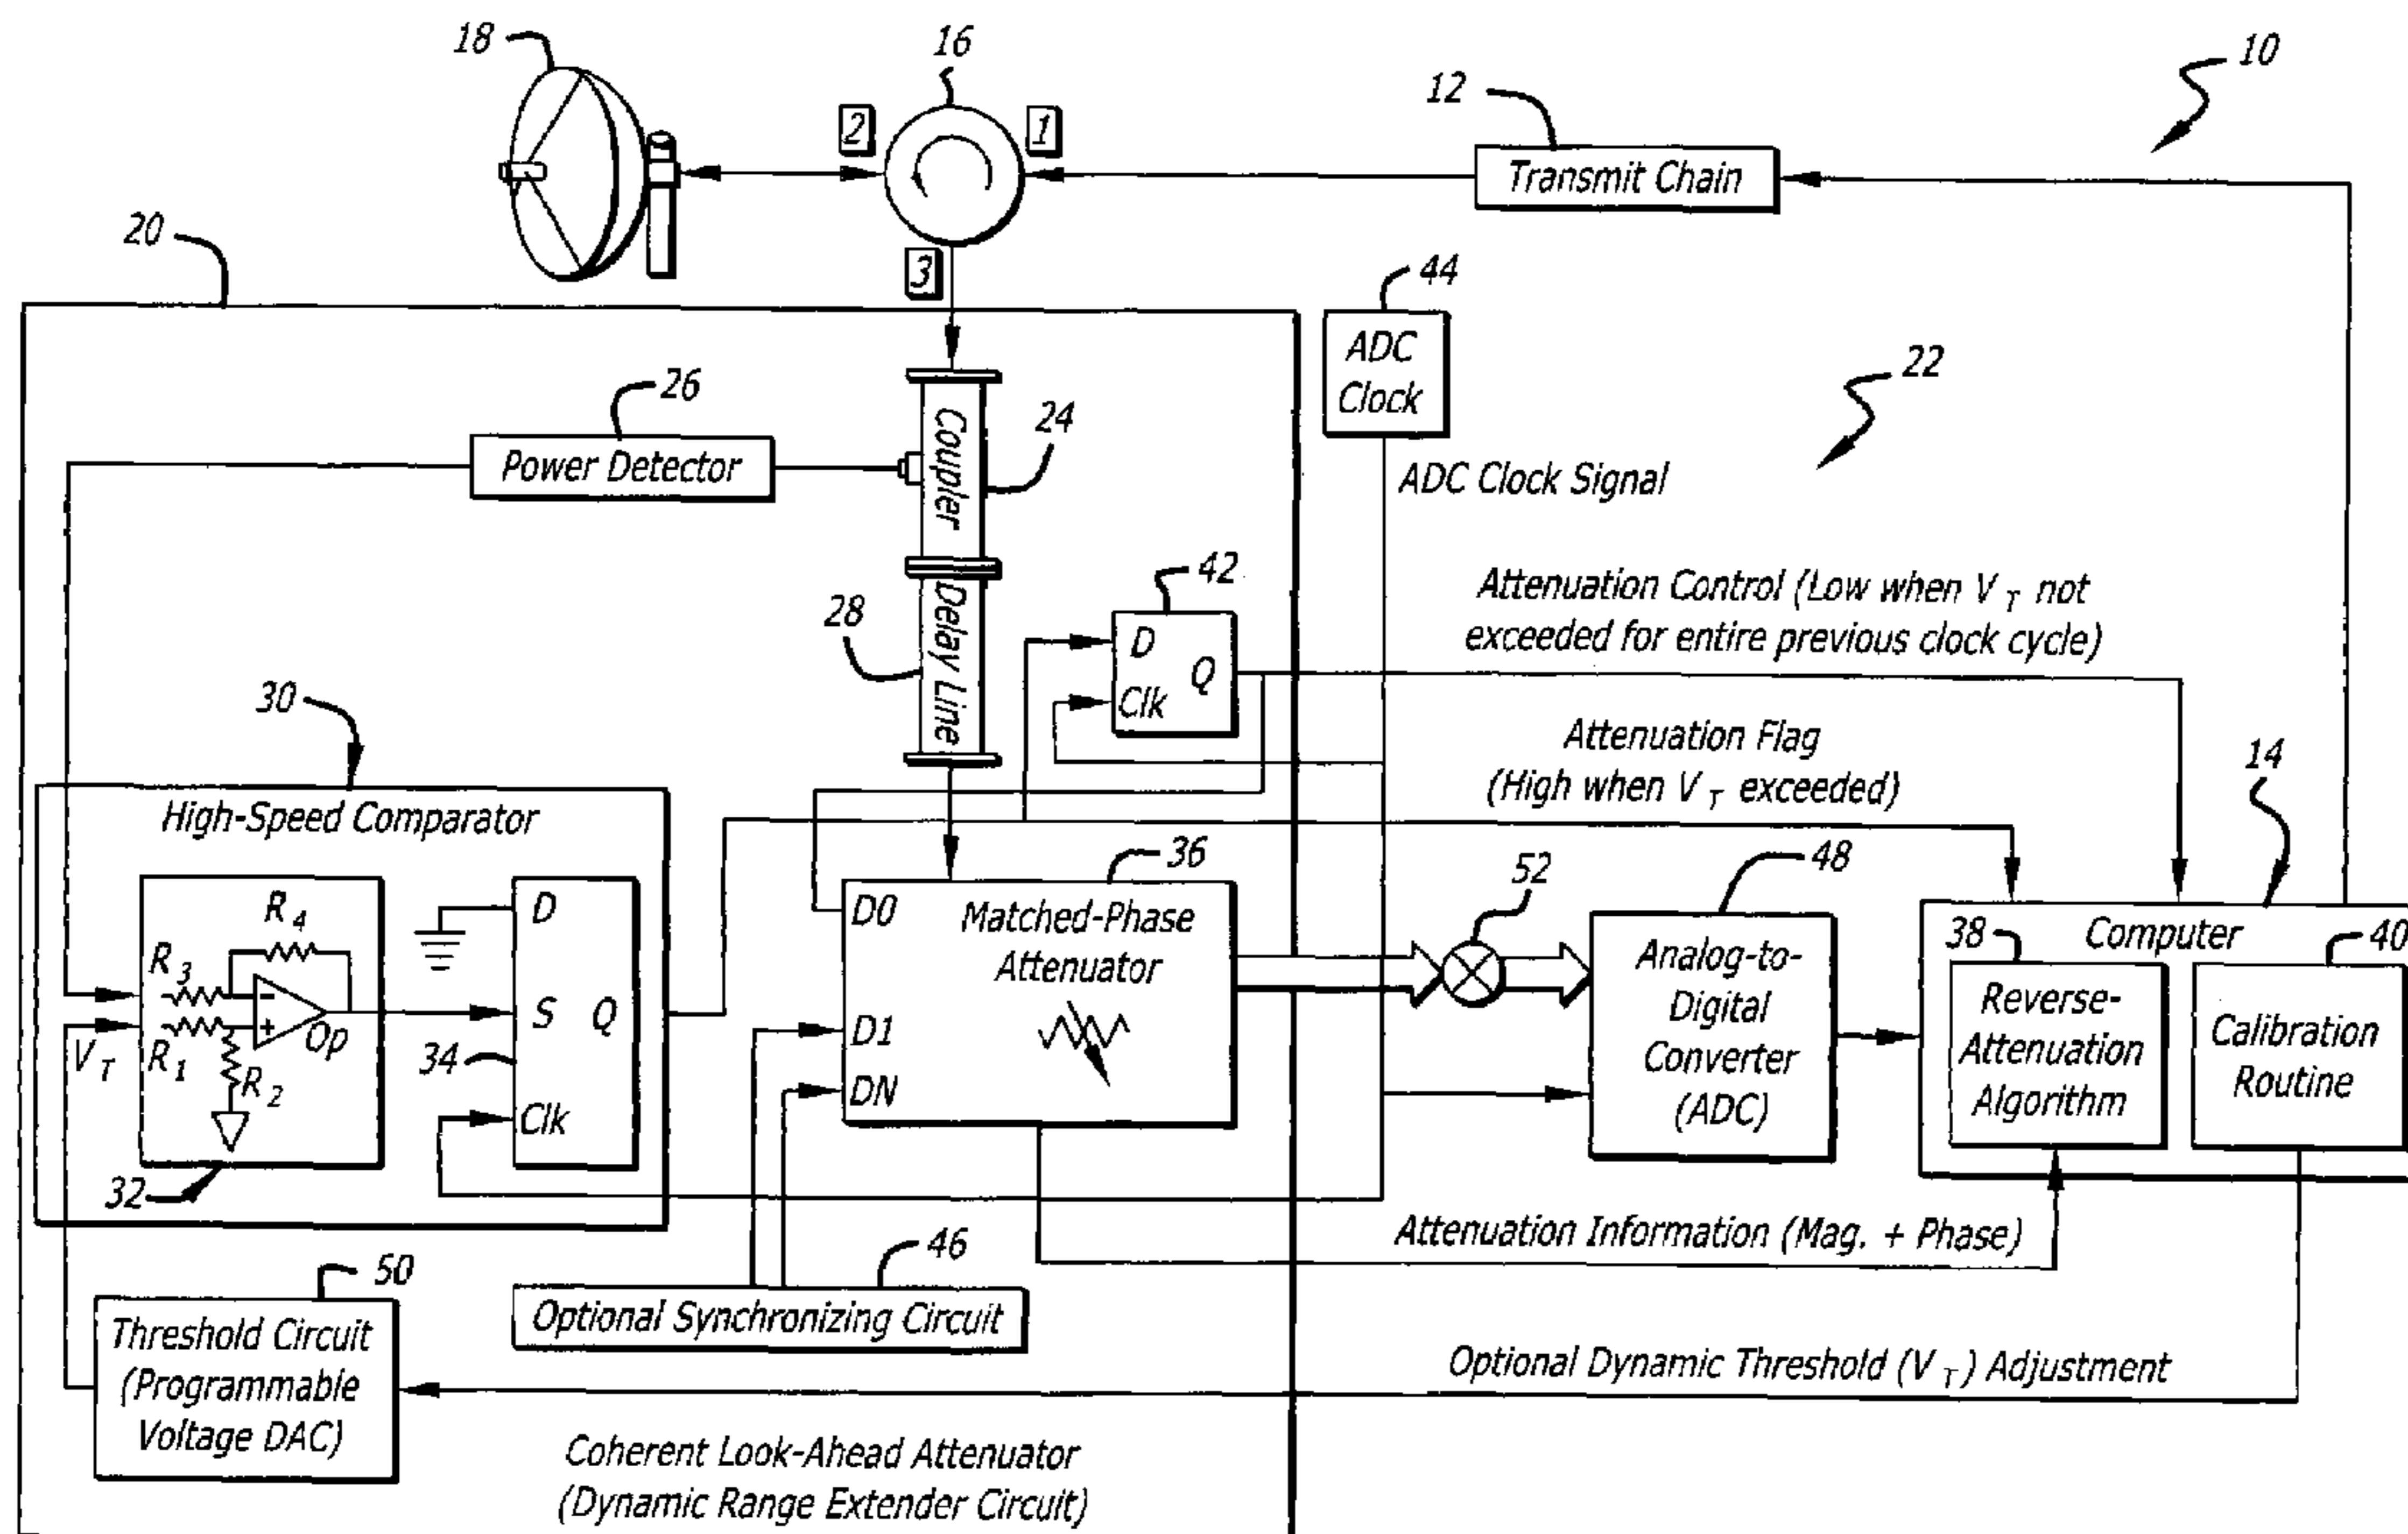 18
16
12
10
2
1
Transmit Chain
20
3
44
ADC
Clock
22
26
24
Coupler
Power Detector
ADC Clock Signal
42
Attenuation Control (Low when V T not
exceeded for entire previous clock cycle)
28
Delay Line
D
Q
Clk
30
Attenuation Flag
(High when V T exceeded)
14
High-Speed Comparator
36
52
48
R 4
R 3
R 1
R 2
Op
V T
D
S
Q
34
Clk
32
D0
Matched-Phase
Attenuator
D1
DN
Analog-to-
Digital
Converter
(ADC)
Computer
38
40
Reverse-
Attenuation
Algorithm
Calibration
Routine
Attenuation Information (Mag. + Phase)
46
50
Optional Synchronizing Circuit
Threshold Circuit
(Programmable
Voltage DAC)
Optional Dynamic Threshold (V T) Adjustment
Coherent Look-Ahead Attenuator
(Dynamic Range Extender Circuit)